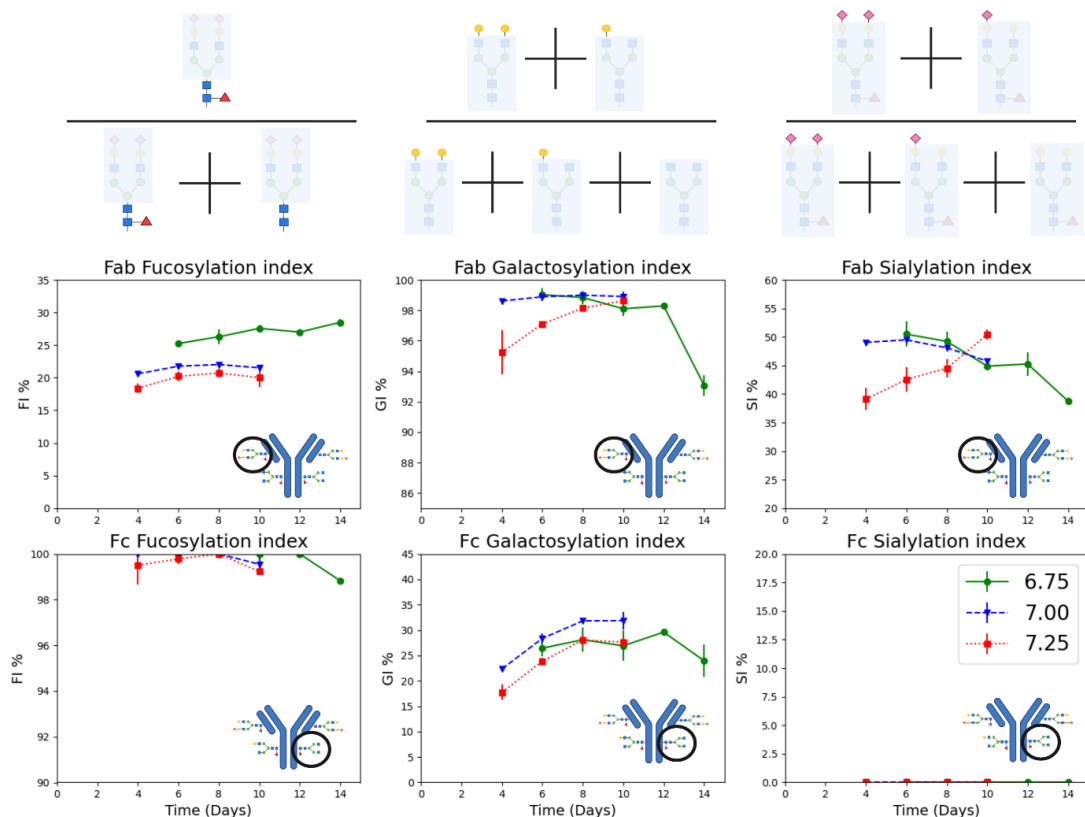 Fab Fucosylation index
Fab Galactosylation index
Fab Sialylation index
35
30
25
20
15
10
5
0
FI %
0 2 4 6 8 10 12 14
100
98
96
94
92
90
88
86
GI %
0 2 4 6 8 10 12 14
60
55
50
45
40
35
30
25
20
SI %
0 2 4 6 8 10 12 14
Fc Fucosylation index
Fc Galactosylation index
Fc Sialylation index
100
98
96
94
92
90
FI %
0 2 4 6 8 10 12 14
Time (Days)
45
40
35
30
25
20
15
10
5
0
GI %
0 2 4 6 8 10 12 14
Time (Days)
20.0
17.5
15.0
12.5
10.0
7.5
5.0
2.5
0.0
SI %
6.75
7.00
7.25
0 2 4 6 8 10 12 14
Time (Days)